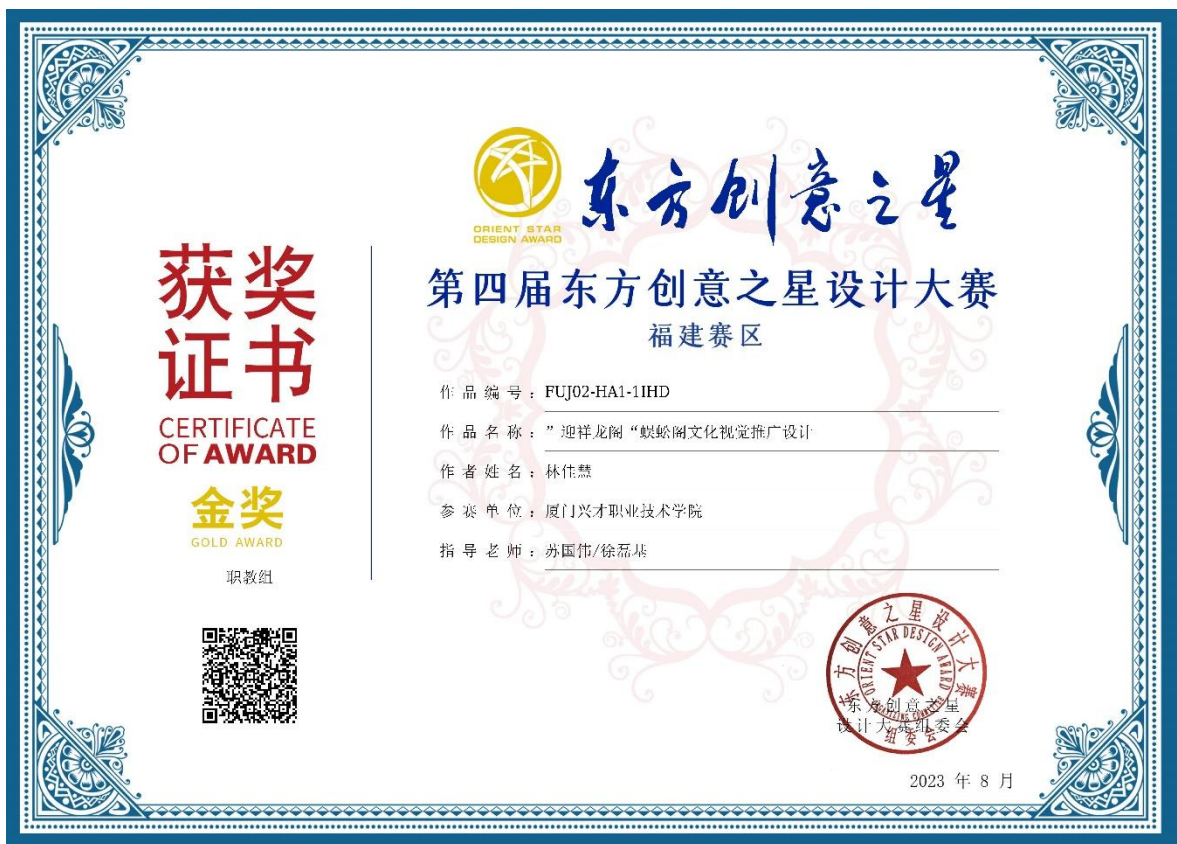 东方创意之星
ORIENT STAR
DESIGN AWARD
第四届东方创意之星设计大赛
福建赛区
获奖
证书
CERTIFICATE
OF AWARD
金奖
GOLD AWARD
职教组
作品编号：FUJ02-HA1-1IHD
作品名称：”迎祥龙阁“蜈蚣阁文化视觉推广设计
作者姓名：林佳慧
参赛单位：厦门兴才职业技术学院
指导老师：苏国伟/徐磊基
东方创意之星设计大赛
ORIENT STAR DESIGN AWARD
组委会
东方创意之星
设计大赛组委会
2023 年 8 月